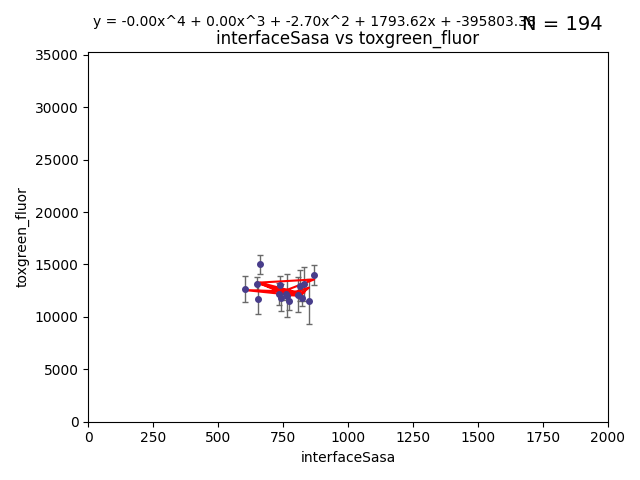 y = -0.00x^4 + 0.00x^3 + -2.70x^2 + 1793.62x + -395803.38
N = 194
interfaceSasa vs toxgreen_fluor
35000
30000
25000
20000
15000
10000
5000
0
toxgreen_fluor
0 250 500 750 1000 1250 1500 1750 2000
interfaceSasa